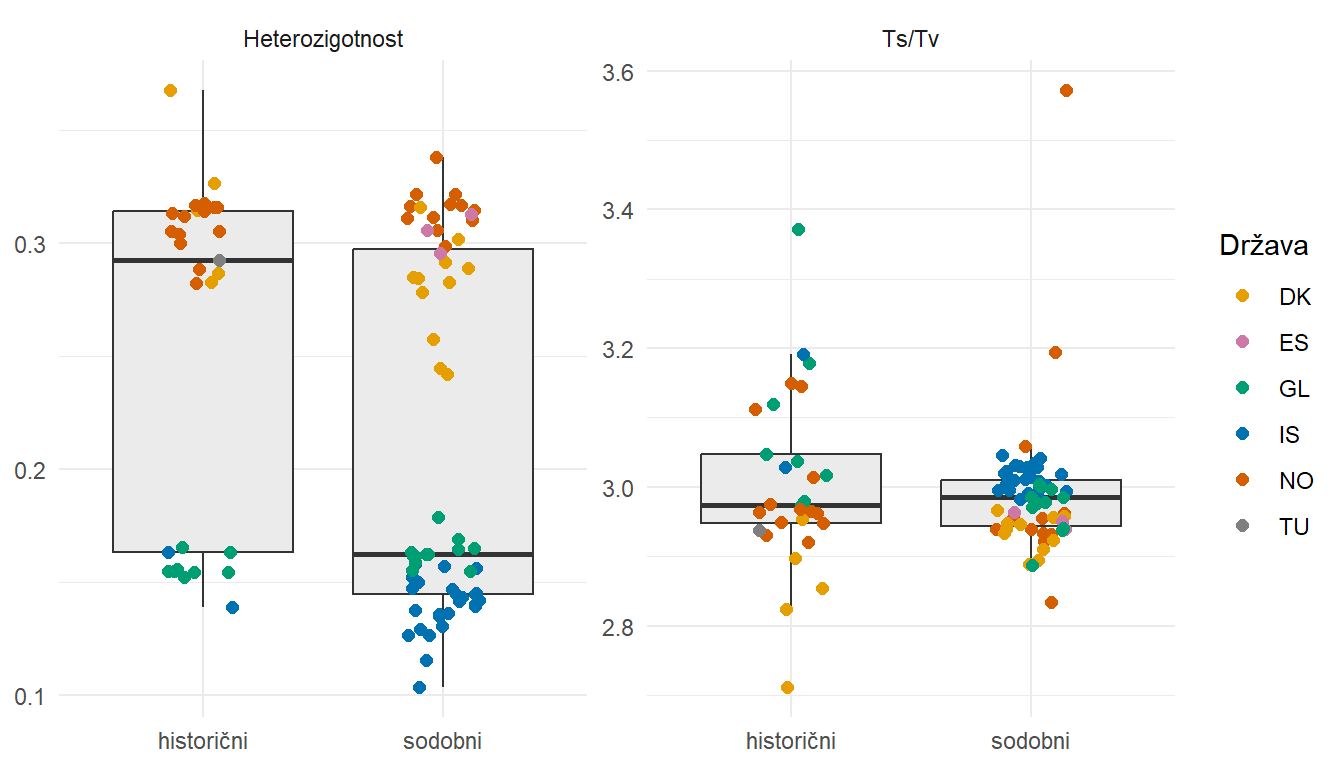 Heterozigotnost
Ts/Tv
0.3
0.2
0.1
historični
sodobni
3.6
3.4
3.2
3.0
2.8
historični
sodobni
Država
DK
ES
GL
IS
NO
TU